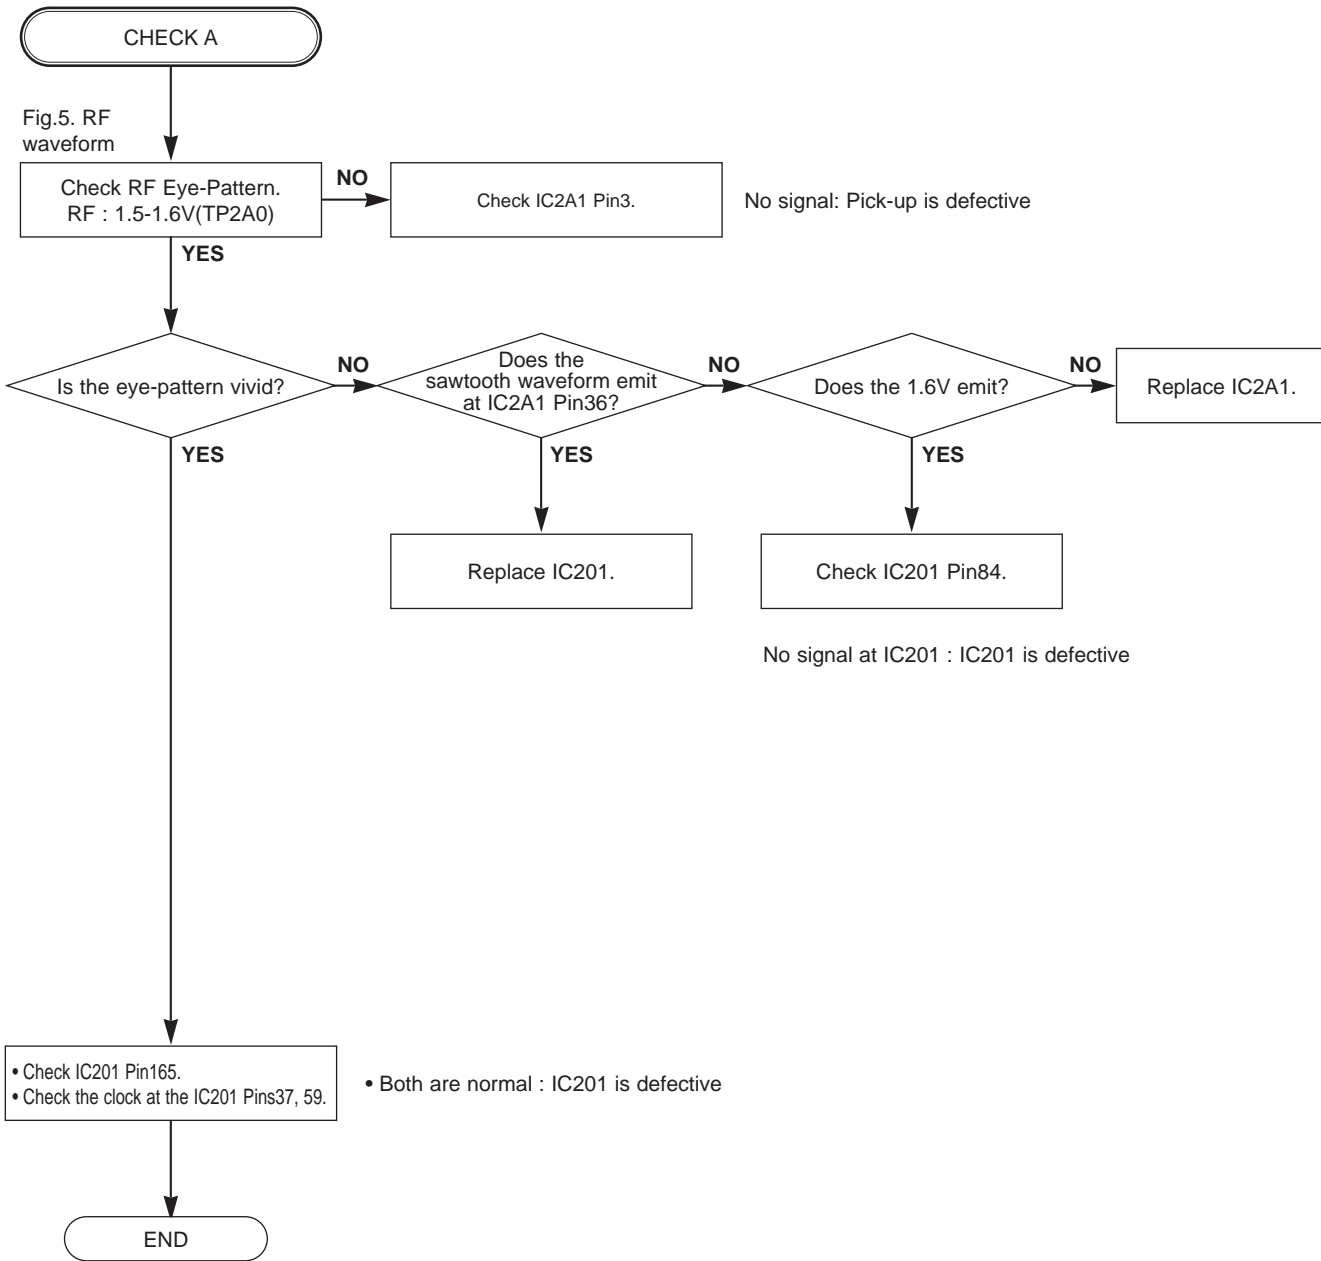 CHECK A
Fig.5. RF
waveform
Check RF Eye-Pattern.
RF : 1.5-1.6V(TP2A0)
NO
Check IC2A1 Pin3.
No signal: Pick-up is defective
YES
Is the eye-pattern vivid?
NO
Does the
sawtooth waveform emit
at IC2A1 Pin36?
NO
Does the 1.6V emit?
NO
Replace IC2A1.
YES
YES
YES
Replace IC201.
Check IC201 Pin84.
No signal at IC201 : IC201 is defective
• Check IC201 Pin165.
• Check the clock at the IC201 Pins37, 59.
• Both are normal : IC201 is defective
END